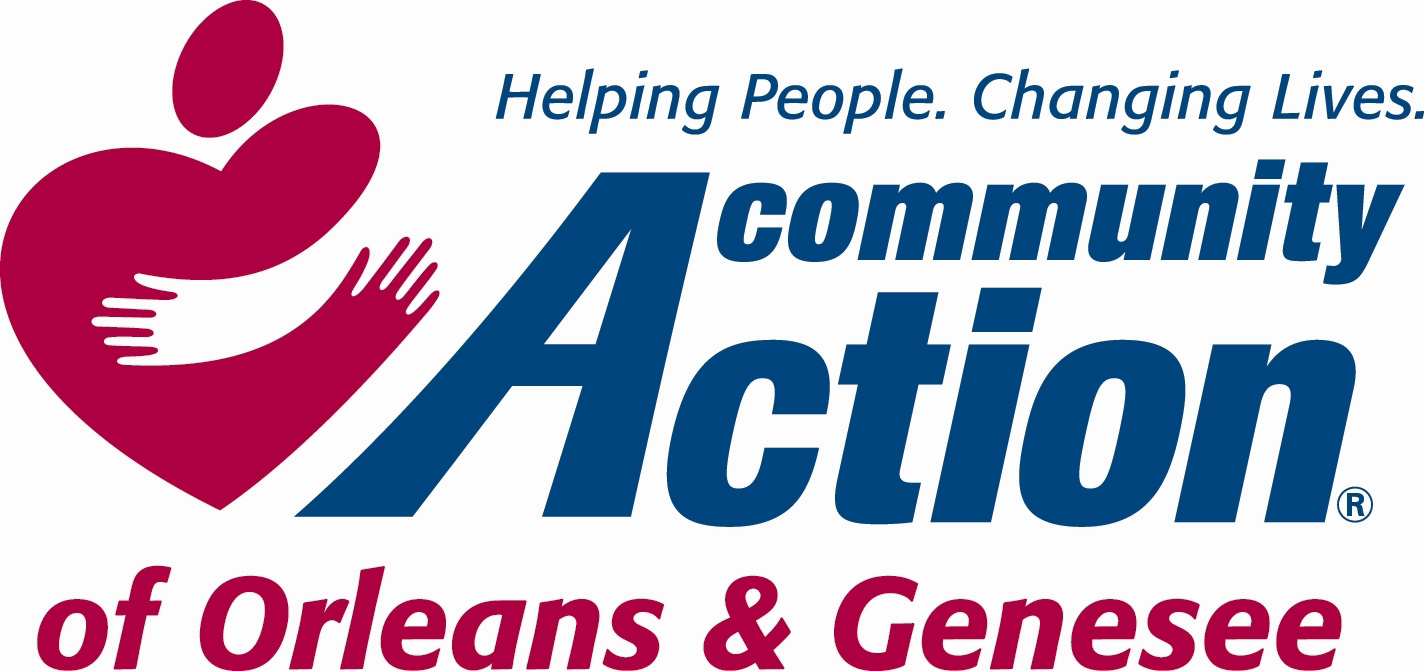 Helping People. Changing Lives.
community
Action®
of Orleans & Genesee